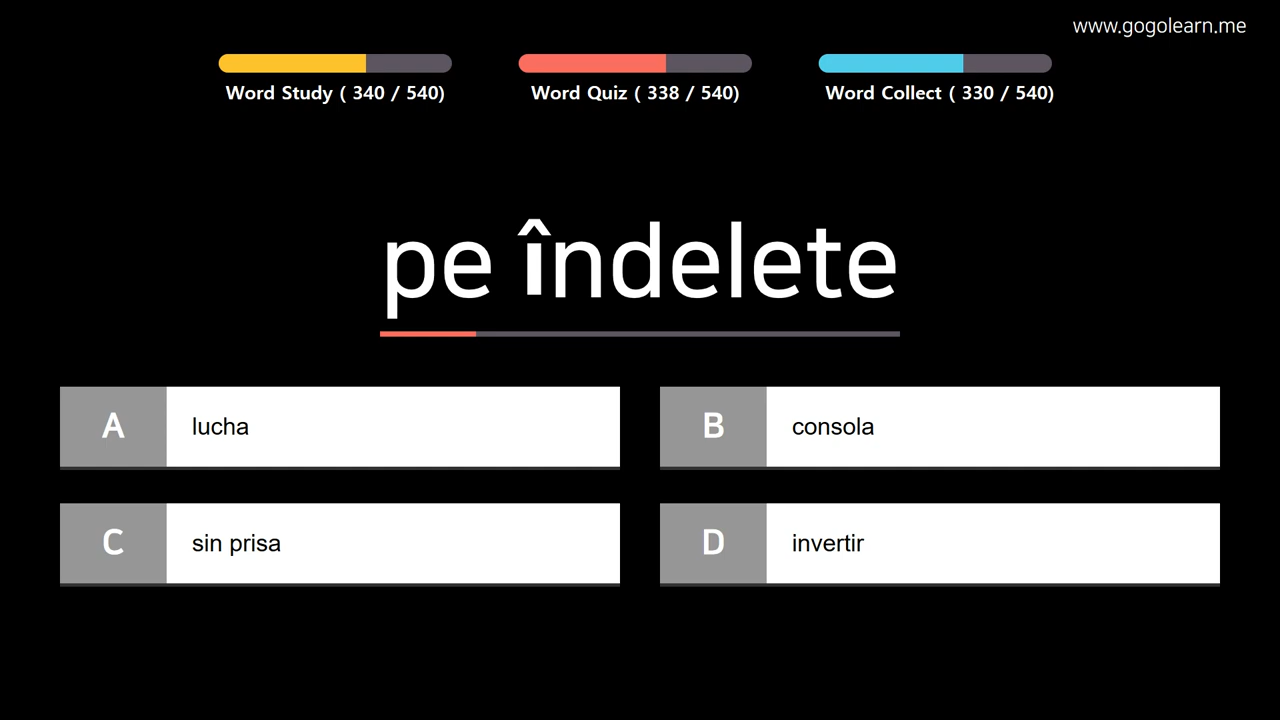 www.gogolearn.me
Word Study ( 340 / 540)
Word Quiz ( 338 / 540)
Word Collect ( 330 / 540)
pe îndelete
A lucha
B consola
C sin prisa
D invertir